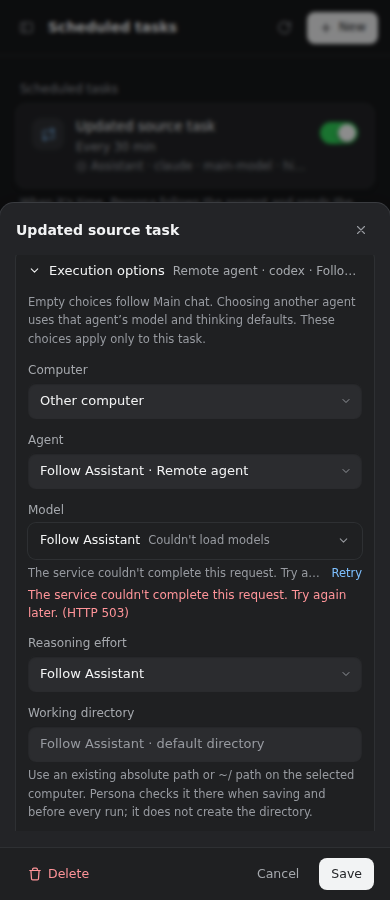 Scheduled tasks
New
Scheduled tasks
Updated source task
Every 30 min
Assistant · claude · main-model ·
Updated source task
Execution options Remote agent · codex · Follo...
Empty choices follow Main chat. Choosing another agent
uses that agent's model and thinking defaults. These
choices apply only to this task.
Computer
Other computer
Agent
Follow Assistant · Remote agent
Model
Follow Assistant Couldn't load models
The service couldn't complete this request. Try a... Retry
The service couldn't complete this request. Try again
later. (HTTP 503)
Reasoning effort
Follow Assistant
Working directory
Follow Assistant · default directory
Use an existing absolute path or ~/ path on the selected
computer. Persona checks it there when saving and
before every run; it does not create the directory.
Delete Cancel Save